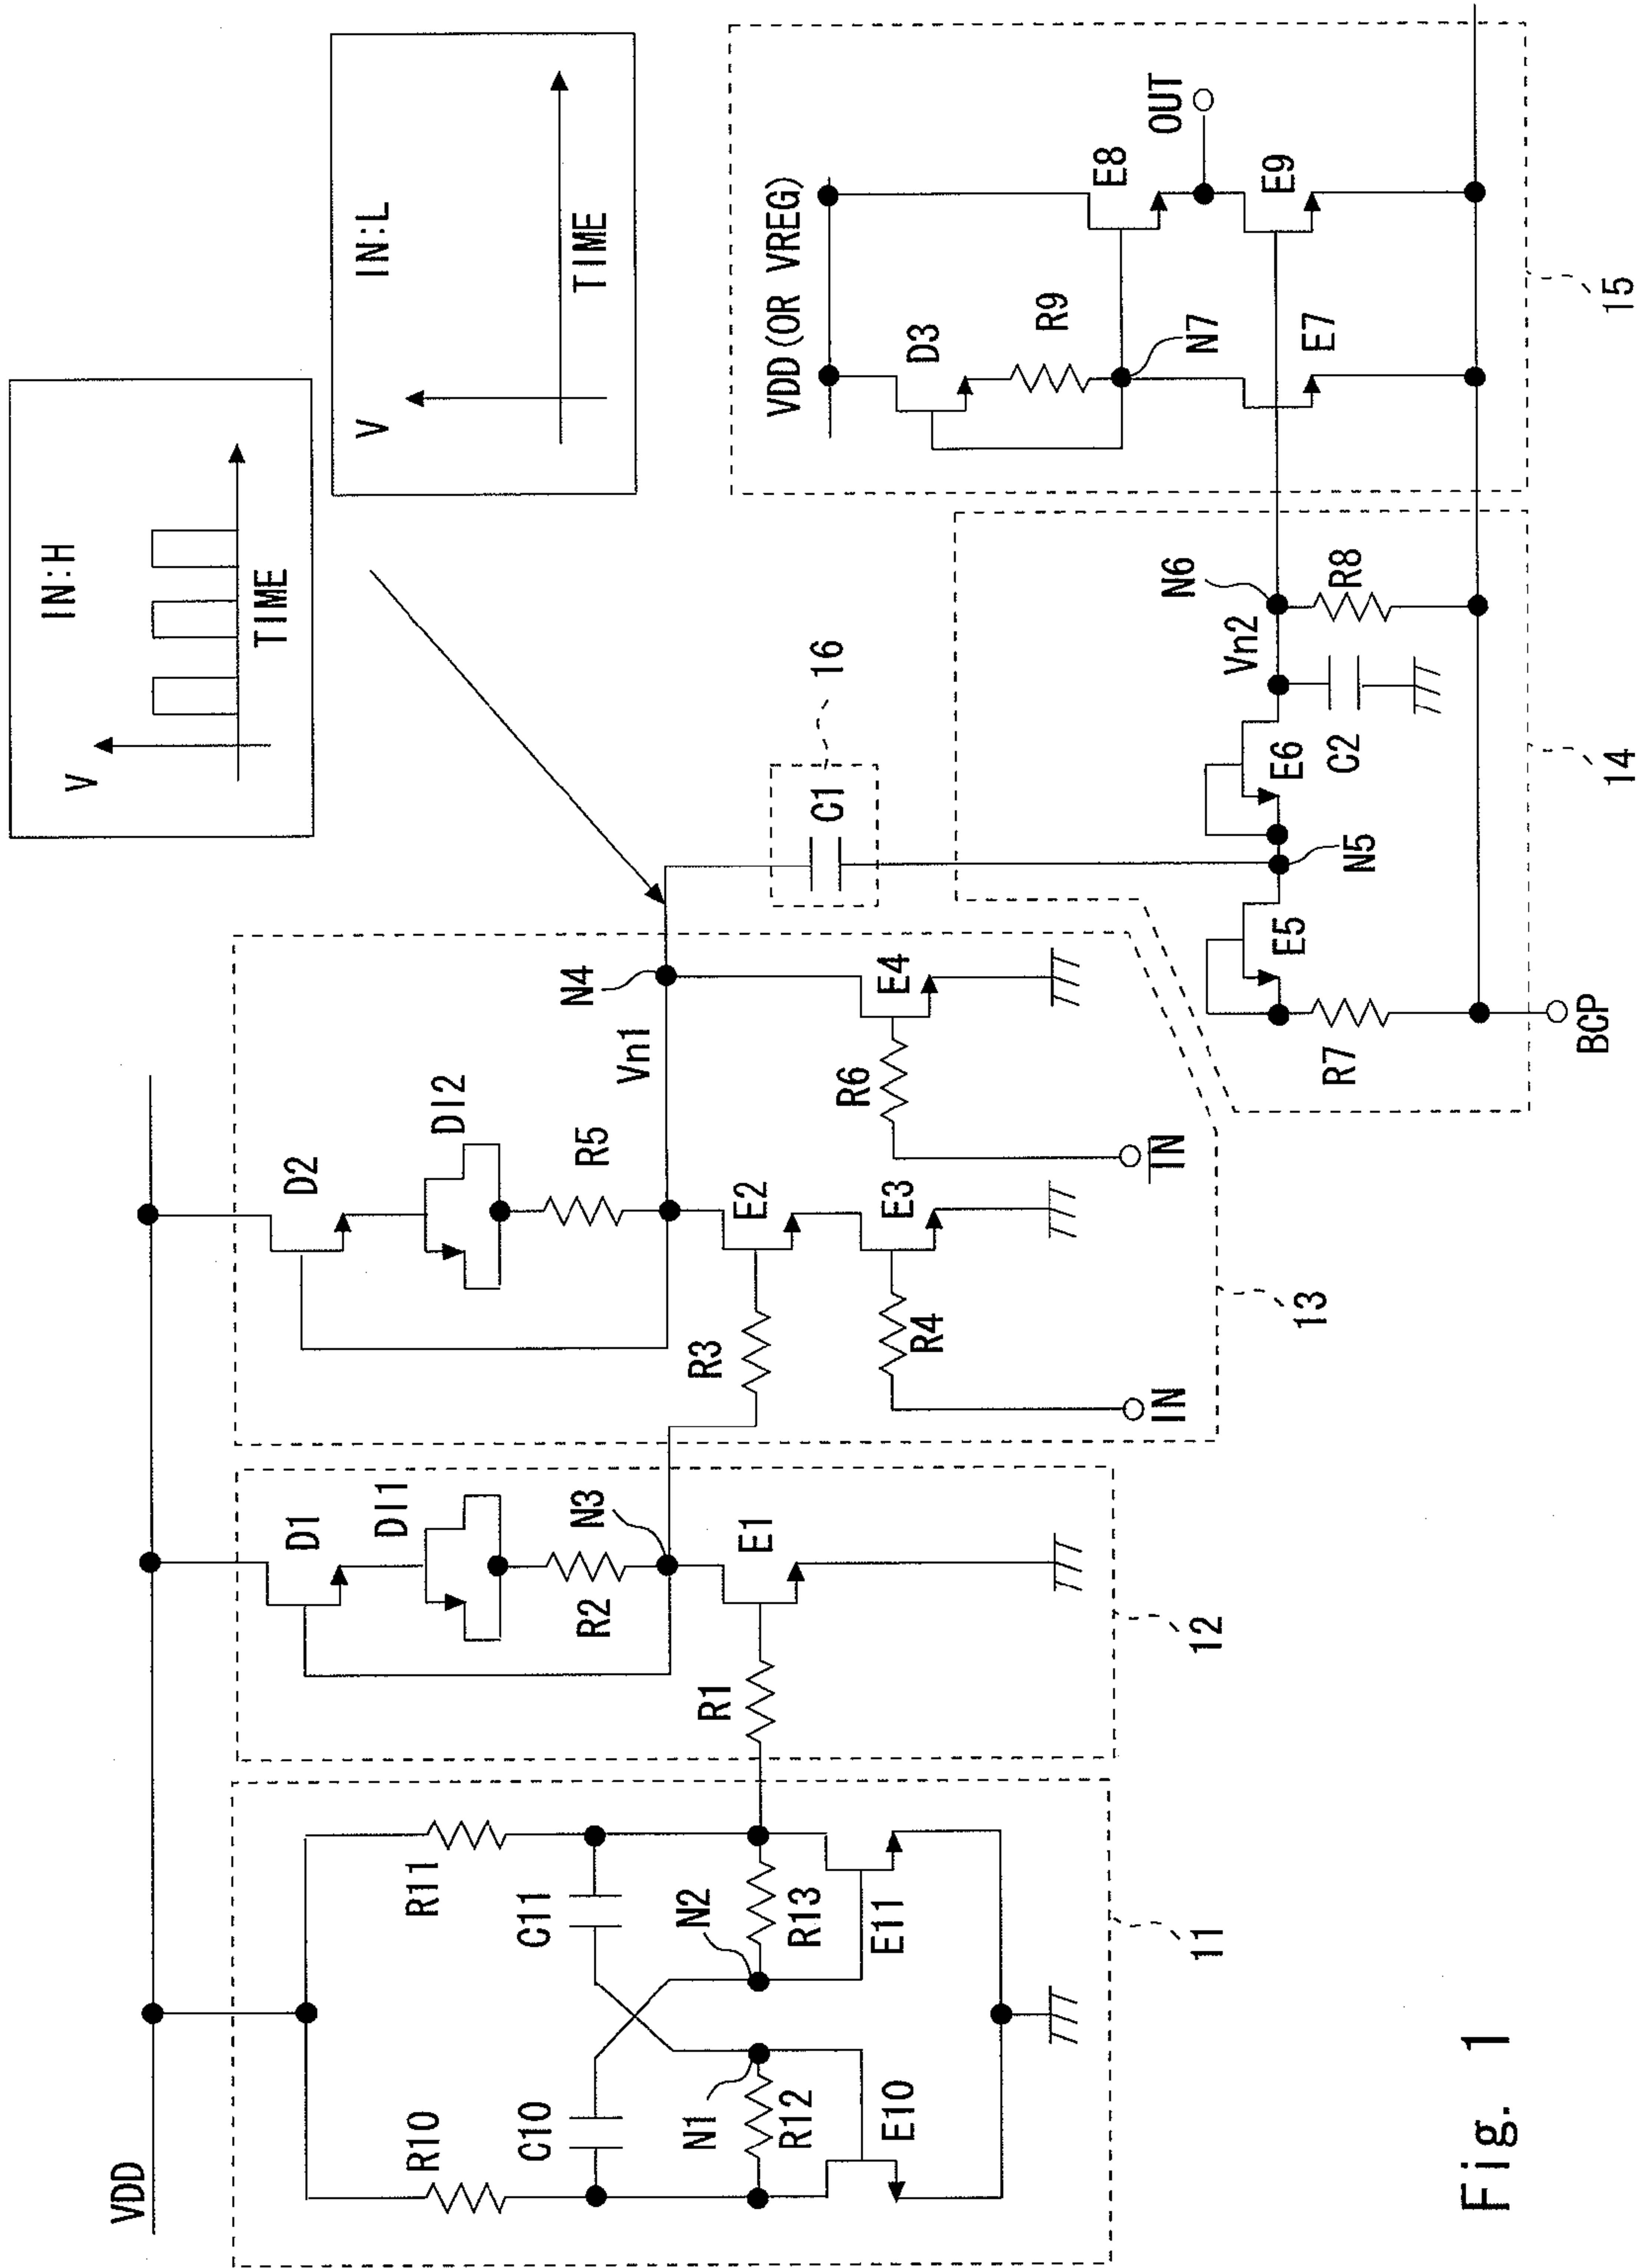 VDD
R10
C10
N1
R12
E10
R11
C11
N2
R13
E11
11
D1
DI1
R2
N3
R1
E1
12
D2
DI2
R5
Vn1
N4
R3
E2
R4
E3
R6
E4
IN
IN
13
IN:H
V
TIME
IN:L
V
TIME
16
C1
N5
E5
E6
R7
BCP
C2
Vn2
N6
R8
14
VDD(OR VREG)
D3
R9
N7
E7
E8
OUT
E9
15
Fig. 1